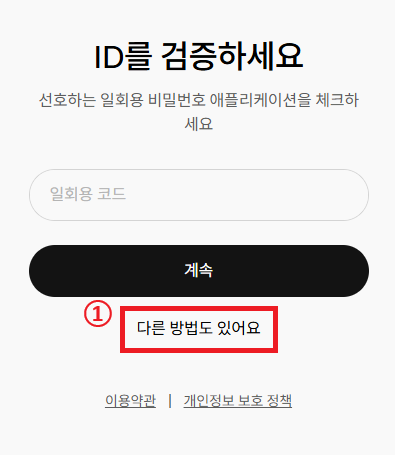 ID를 검증하세요
선호하는 일회용 비밀번호 애플리케이션을 체크하
세요
일회용 코드
계속
①
다른 방법도 있어요
이용약관 | 개인정보 보호 정책